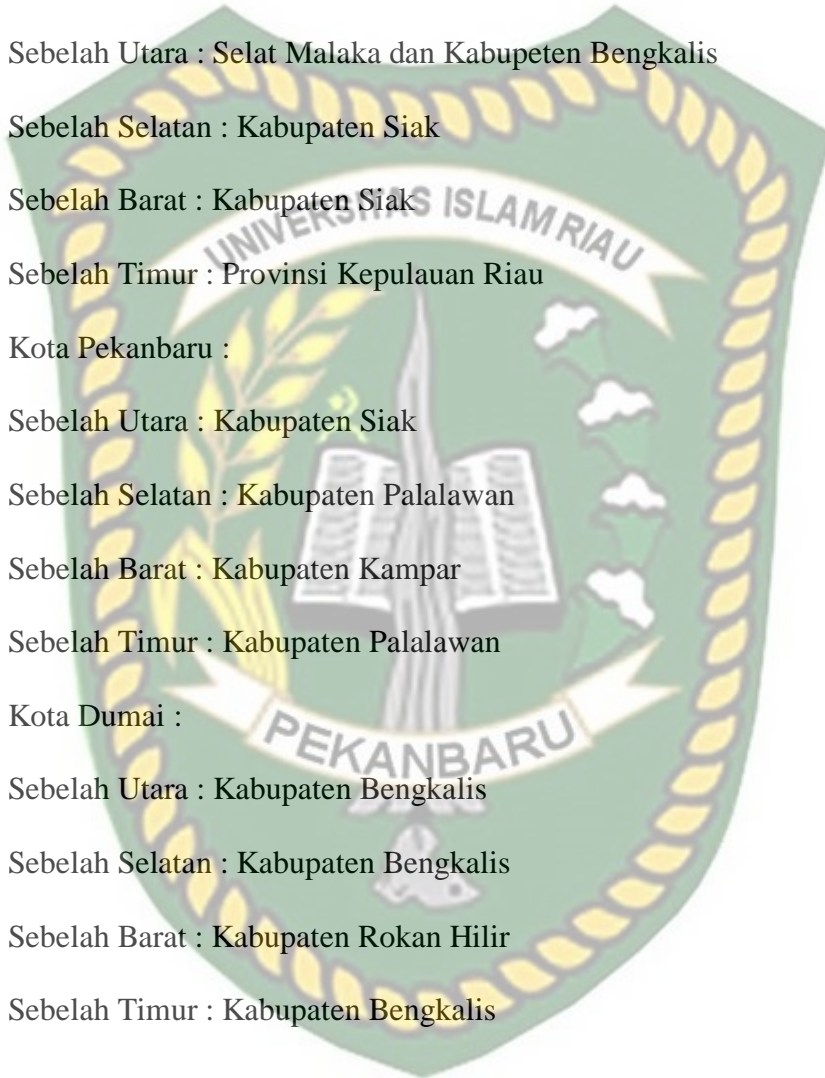 Sebelah Utara : Selat Malaka dan Kabupeten Bengkalis
Sebelah Selatan : Kabupaten Siak
Sebelah Barat : Kabupaten Siak
UNIVERSITAS ISLAM RIAU
Sebelah Timur : Provinsi Kepulauan Riau
Kota Pekanbaru :
Sebelah Utara : Kabupaten Siak
Sebelah Selatan : Kabupaten Palalawan
Sebelah Barat : Kabupaten Kampar
Sebelah Timur : Kabupaten Palalawan
Kota Dumai :
PEKANBARU
Sebelah Utara : Kabupaten Bengkalis
Sebelah Selatan : Kabupaten Bengkalis
Sebelah Barat : Kabupaten Rokan Hilir
Sebelah Timur : Kabupaten Bengkalis